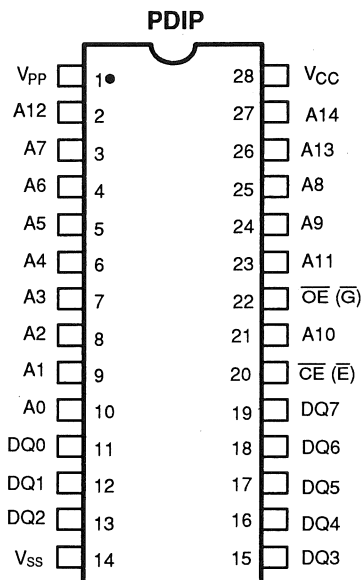 PDIP
VPP 1 28 VCC
A12 2 27 A14
A7 3 26 A13
A6 4 25 A8
A5 5 24 A9
A4 6 23 A11
A3 7 22 O̅E̅ (G̅)
A2 8 21 A10
A1 9 20 C̅E̅ (E̅)
A0 10 19 DQ7
DQ0 11 18 DQ6
DQ1 12 17 DQ5
DQ2 13 16 DQ4
VSS 14 15 DQ3